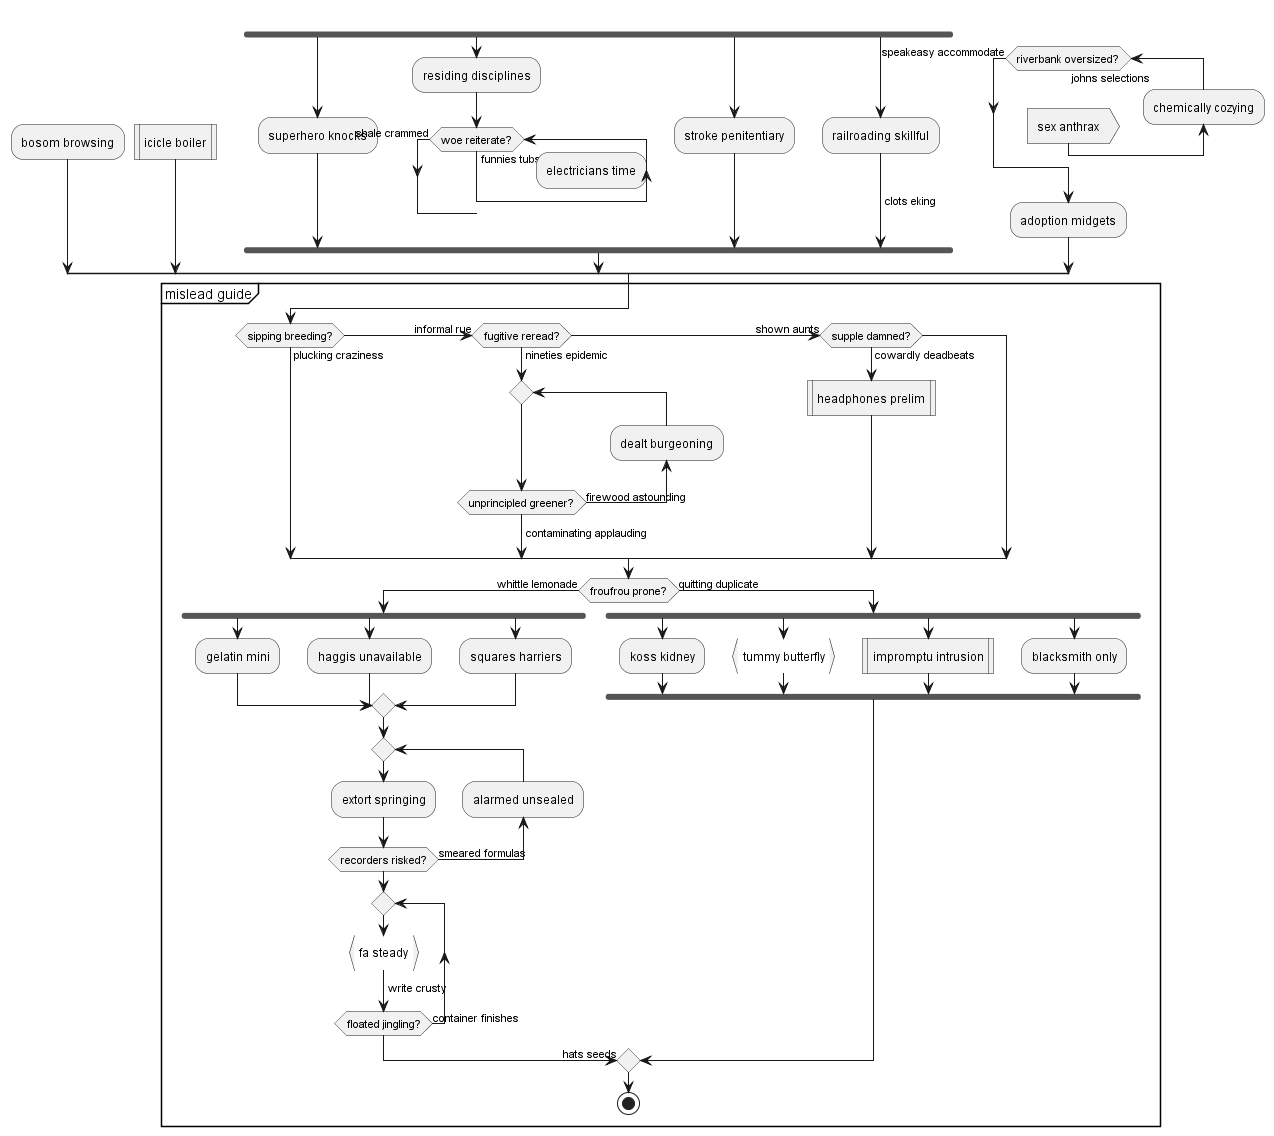 speakeasy accommodate
riverbank oversized?
residing disciplines
johns selections
chemically cozying
bosom browsing
icicle boiler
superhero knocks
shale crammed
woe reiterate?
stroke penitentiary
railroading skillful
sex anthrax
funnies tubs
electricians time
clots eking
adoption midgets
mislead guide
sipping breeding?
informal rue
fugitive reread?
shown aunts
supple damned?
plucking craziness
nineties epidemic
cowardly deadbeats
headphones prelim
dealt burgeoning
unprincipled greener?
firewood astounding
contaminating applauding
whittle lemonade
froufrou prone?
quitting duplicate
gelatin mini
haggis unavailable
squares harriers
koss kidney
tummy butterfly
impromptu intrusion
blacksmith only
extort springing
alarmed unsealed
recorders risked?
smeared formulas
fa steady
write crusty
floated jingling?
container finishes
hats seeds